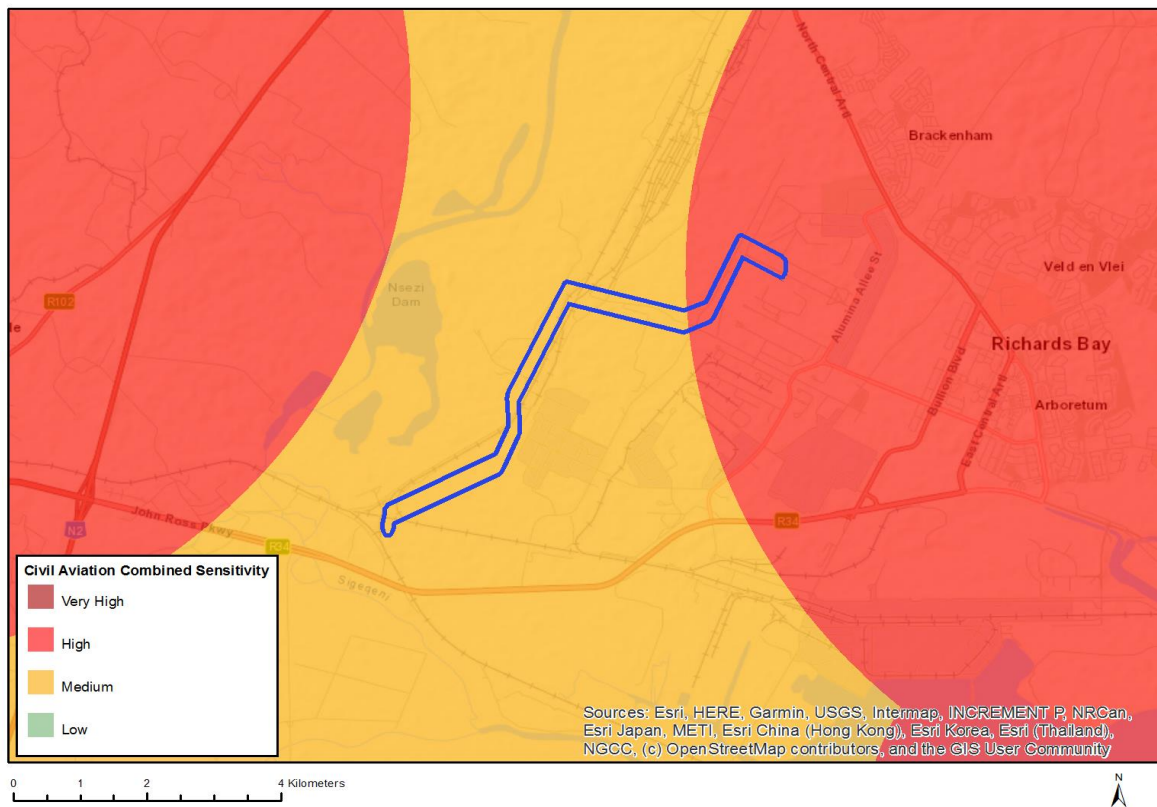 North Central Arti
Brackenham
Nsezi
Dam
Alumina Allee St
Veld en Vlei
R102
Richards Bay
Bullion Blvd
East Central Arti
Arboretum
John Ross Pkwy
N2
R34
R34
Sigeqeni
Civil Aviation Combined Sensitivity
Very High
High
Medium
Low
Sources: Esri, HERE, Garmin, USGS, Intermap, INCREMENT P, NRCan,
Esri Japan, METI, Esri China (Hong Kong), Esri Korea, Esri (Thailand),
NGCC, (c) OpenStreetMap contributors, and the GIS User Community
0 1 2 4 Kilometers
N